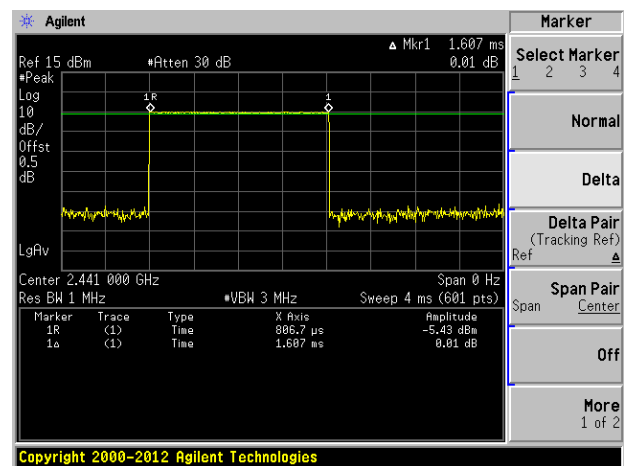 Agilent
Marker
▲ Mkr1 1.607 ms
Ref 15 dBm #Atten 30 dB 0.01 dB
#Peak
Log
10
dB/
Offst
0.5
dB
1R
1
LgAv
Center 2.441 000 GHz Span 0 Hz
Res BW 1 MHz #VBW 3 MHz Sweep 4 ms (601 pts)
Marker Trace Type X Axis Amplitude
1R (1) Time 806.7 µs -5.43 dBm
1▵ (1) Time 1.607 ms 0.01 dB
Select Marker
1 2 3 4
Normal
Delta
Delta Pair
(Tracking Ref)
Ref ▵
Span Pair
Span Center
Off
More
1 of 2
Copyright 2000-2012 Agilent Technologies